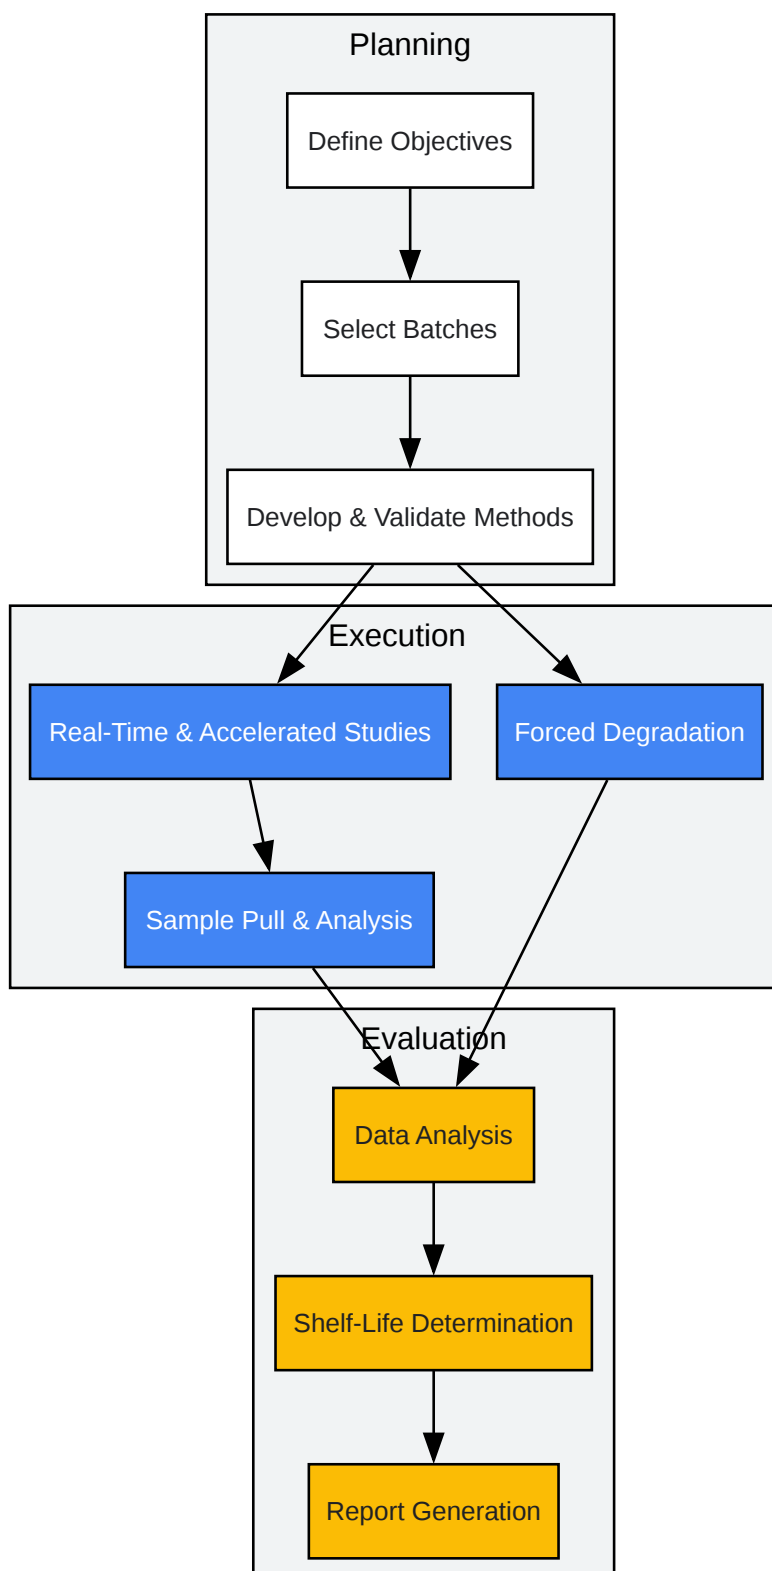 Planning
Define Objectives
Select Batches
Develop & Validate Methods
Execution
Real-Time & Accelerated Studies
Forced Degradation
Sample Pull & Analysis
Evaluation
Data Analysis
Shelf-Life Determination
Report Generation